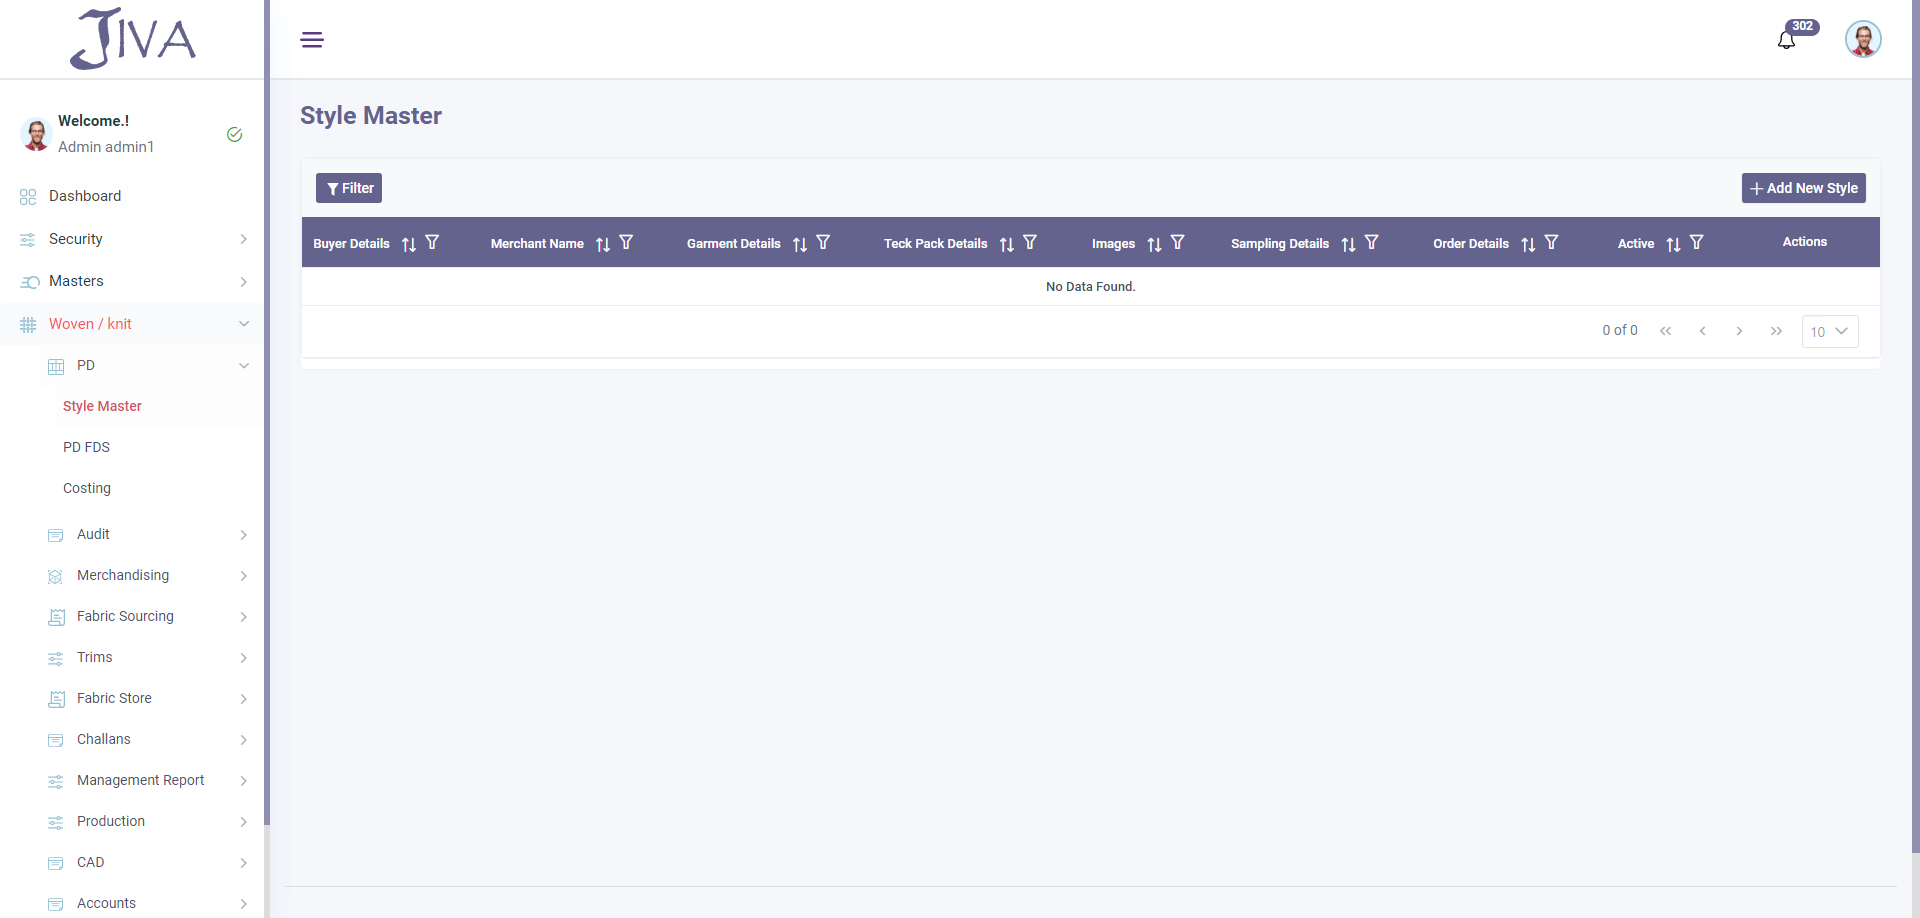 JIVA
302
Welcome.!
Admin admin1
Dashboard
Security
Masters
Woven / knit
PD
Style Master
PD FDS
Costing
Audit
Merchandising
Fabric Sourcing
Trims
Fabric Store
Challans
Management Report
Production
CAD
Accounts
Style Master
Filter
Add New Style
Buyer Details Merchant Name Garment Details Teck Pack Details Images Sampling Details Order Details Active Actions
No Data Found.
0 of 0 10